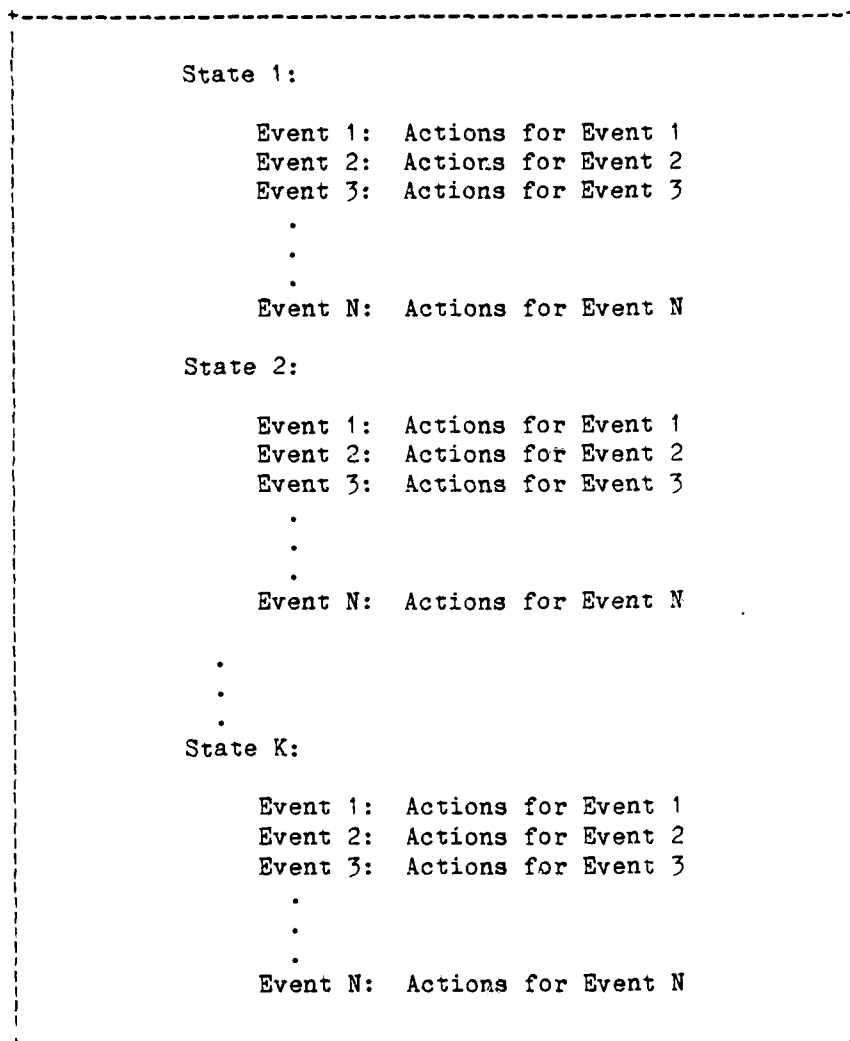 State 1:
Event 1: Actions for Event 1
Event 2: Actions for Event 2
Event 3: Actions for Event 3
.
.
.
Event N: Actions for Event N
State 2:
Event 1: Actions for Event 1
Event 2: Actions for Event 2
Event 3: Actions for Event 3
.
.
.
Event N: Actions for Event N
.
.
.
State K:
Event 1: Actions for Event 1
Event 2: Actions for Event 2
Event 3: Actions for Event 3
.
.
.
Event N: Actions for Event N